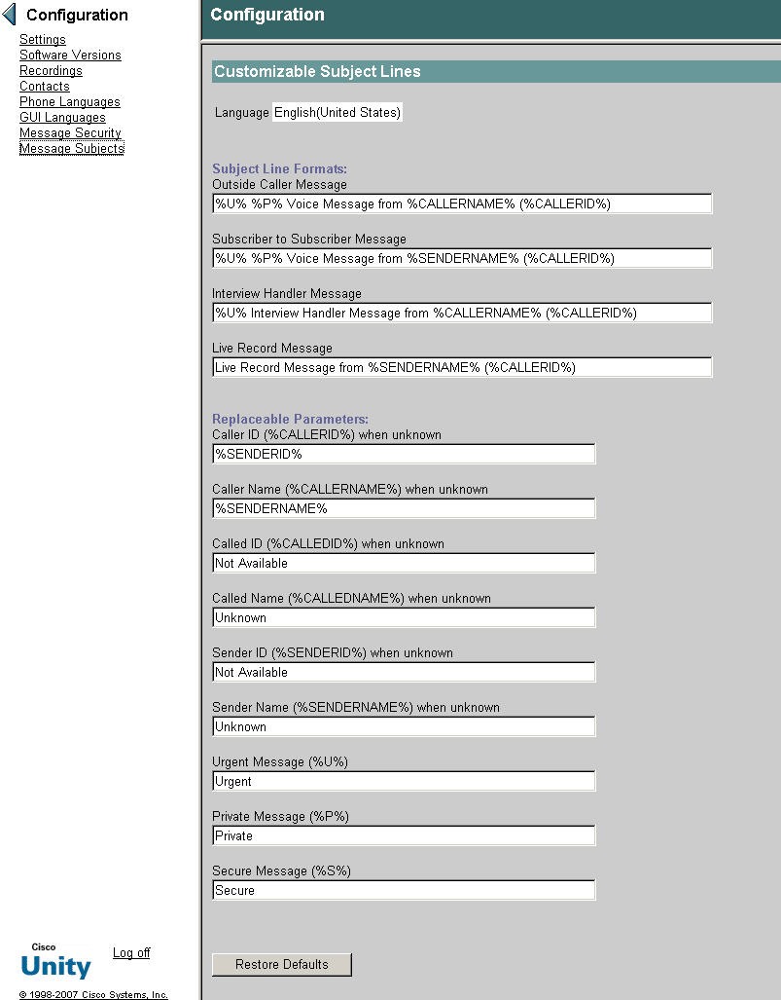 Configuration
Settings
Software Versions
Recordings
Contacts
Phone Languages
GUI Languages
Message Security
Message Subjects
Cisco
Unity
Log off
© 1998-2007 Cisco Systems, Inc.
Configuration
Customizable Subject Lines
Language English(United States)
Subject Line Formats:
Outside Caller Message
%U% %P% Voice Message from %CALLERNAME% (%CALLERID%)
Subscriber to Subscriber Message
%U% %P% Voice Message from %SENDERNAME% (%CALLERID%)
Interview Handler Message
%U% Interview Handler Message from %CALLERNAME% (%CALLERID%)
Live Record Message
Live Record Message from %SENDERNAME% (%CALLERID%)
Replaceable Parameters:
Caller ID (%CALLERID%) when unknown
%SENDERID%
Caller Name (%CALLERNAME%) when unknown
%SENDERNAME%
Called ID (%CALLEDID%) when unknown
Not Available
Called Name (%CALLEDNAME%) when unknown
Unknown
Sender ID (%SENDERID%) when unknown
Not Available
Sender Name (%SENDERNAME%) when unknown
Unknown
Urgent Message (%U%)
Urgent
Private Message (%P%)
Private
Secure Message (%S%)
Secure
Restore Defaults